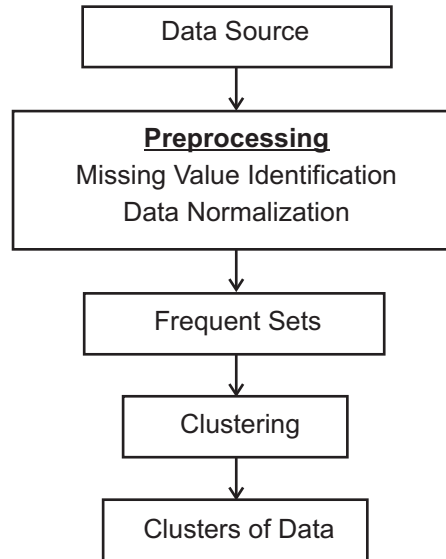 Data Source
Preprocessing
Missing Value Identification
Data Normalization
Frequent Sets
Clustering
Clusters of Data